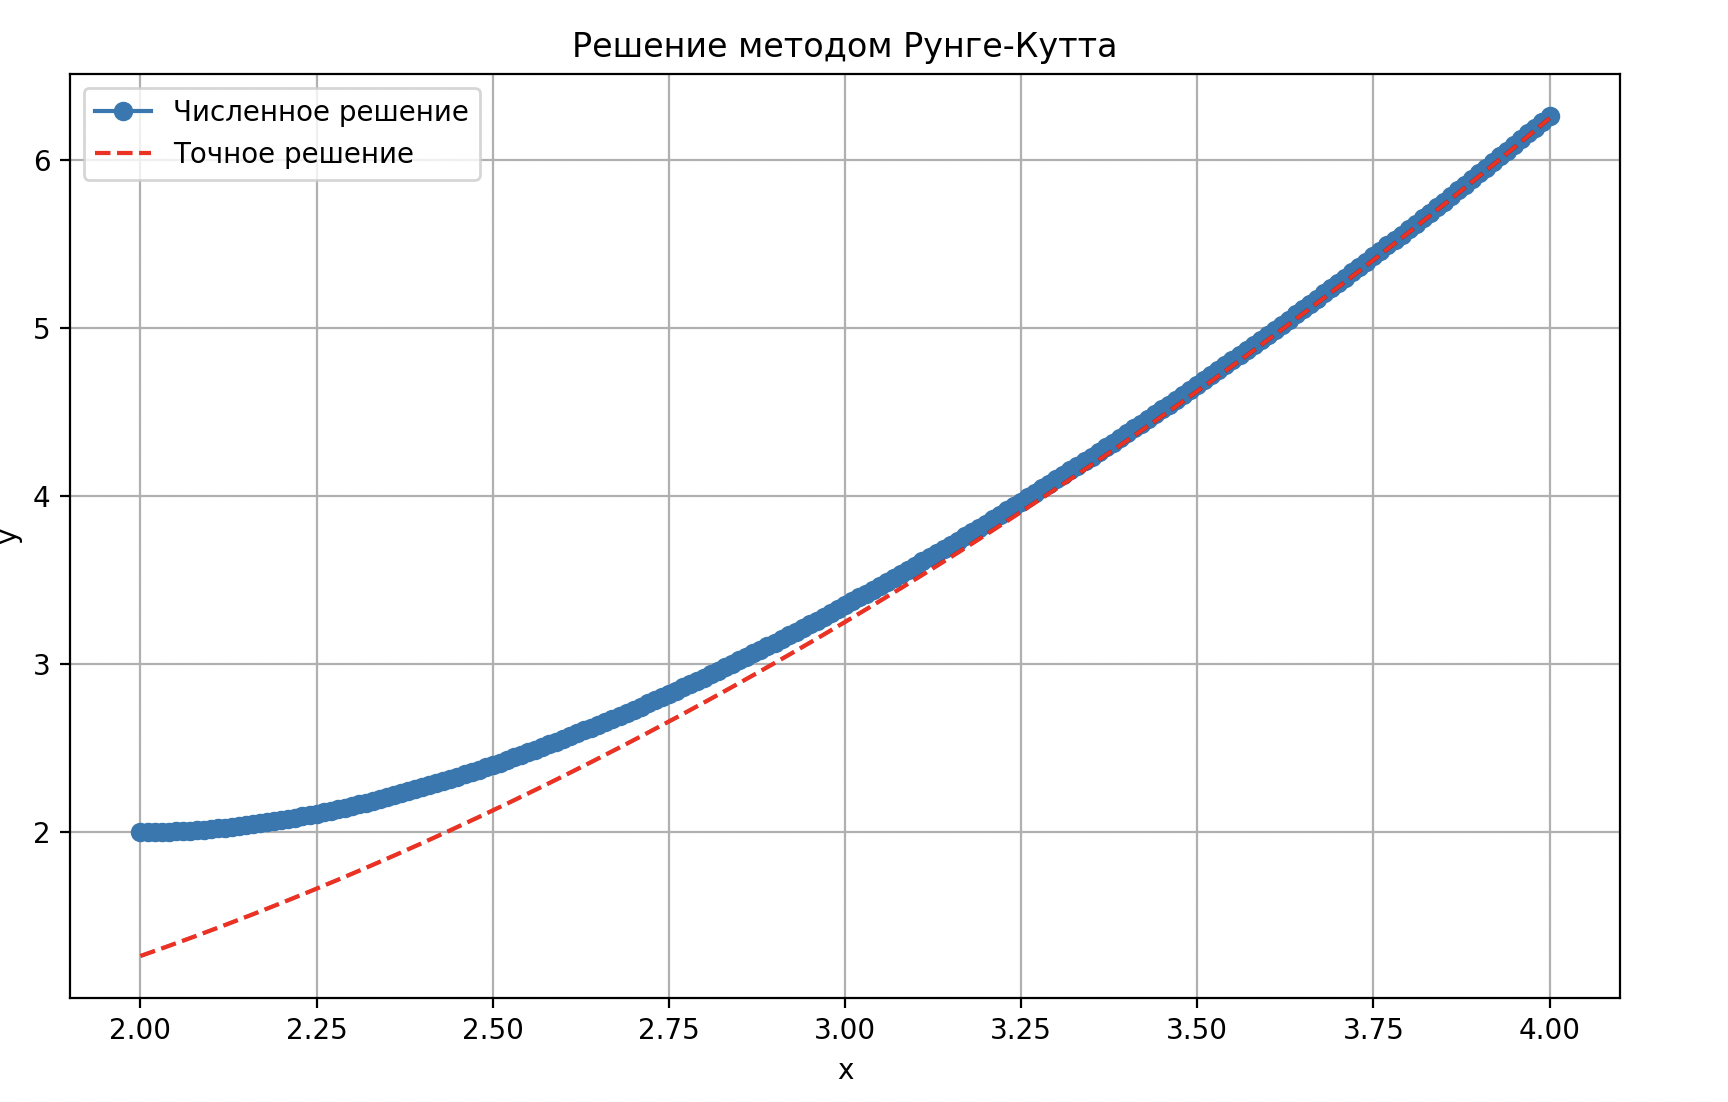 Решение методом Рунге-Кутта
Численное решение
Точное решение
6
5
4
3
2
y
2.00 2.25 2.50 2.75 3.00 3.25 3.50 3.75 4.00
x